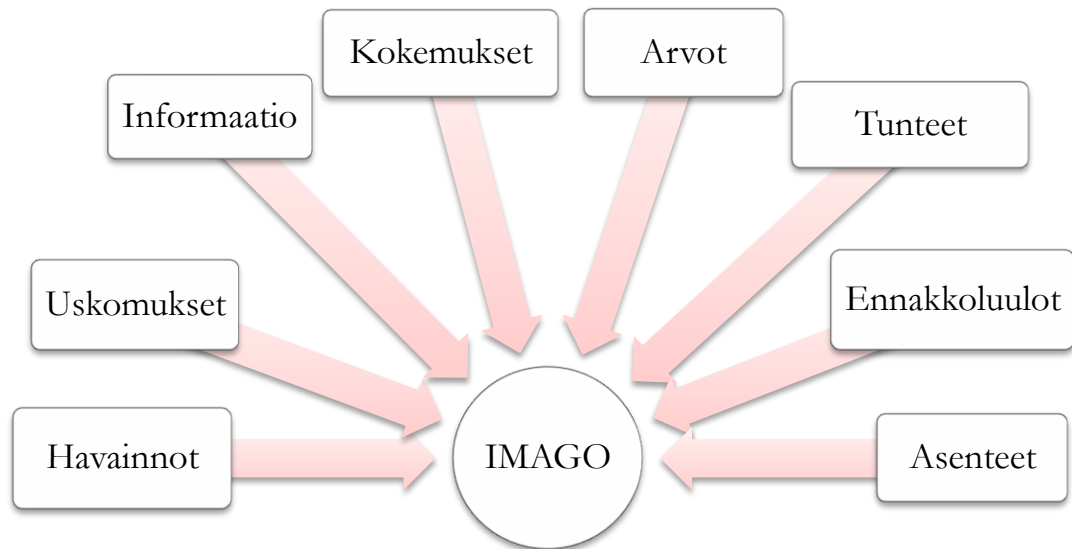 Kokemukset
Arvot
Informaatio
Tunteet
Uskomukset
Ennakkoluulot
Havainnot
IMAGO
Asenteet